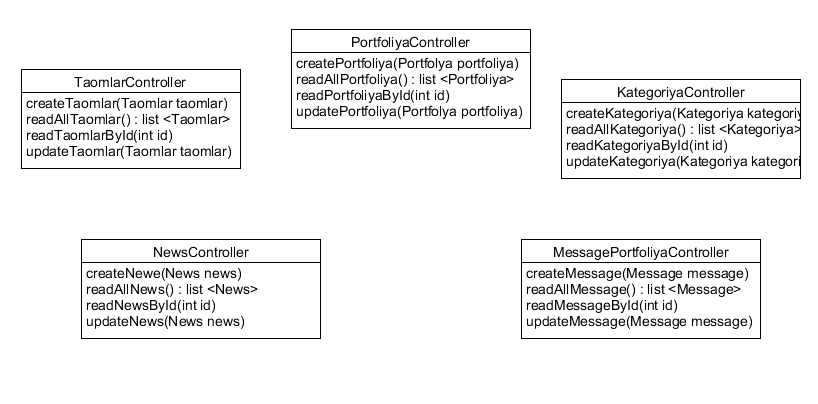 PortfoliyaController
createPortfoliya(Portfolya portfoliya)
readAllPortfoliya() : list <Portfoliya>
readPortfoliyaById(int id)
updatePortfoliya(Portfolya portfoliya)
TaomlarController
createTaomlar(Taomlar taomlar)
readAllTaomlar() : list <Taomlar>
readTaomlarById(int id)
updateTaomlar(Taomlar taomlar)
KategoriyaController
createKategoriya(Kategoriya kategoriy
readAllKategoriya() : list <Kategoriya>
readKategoriyaById(int id)
updateKategoriya(Kategoriya kategori
NewsController
createNewe(News news)
readAllNews() : list <News>
readNewsById(int id)
updateNews(News news)
MessagePortfoliyaController
createMessage(Message message)
readAllMessage() : list <Message>
readMessageById(int id)
updateMessage(Message message)